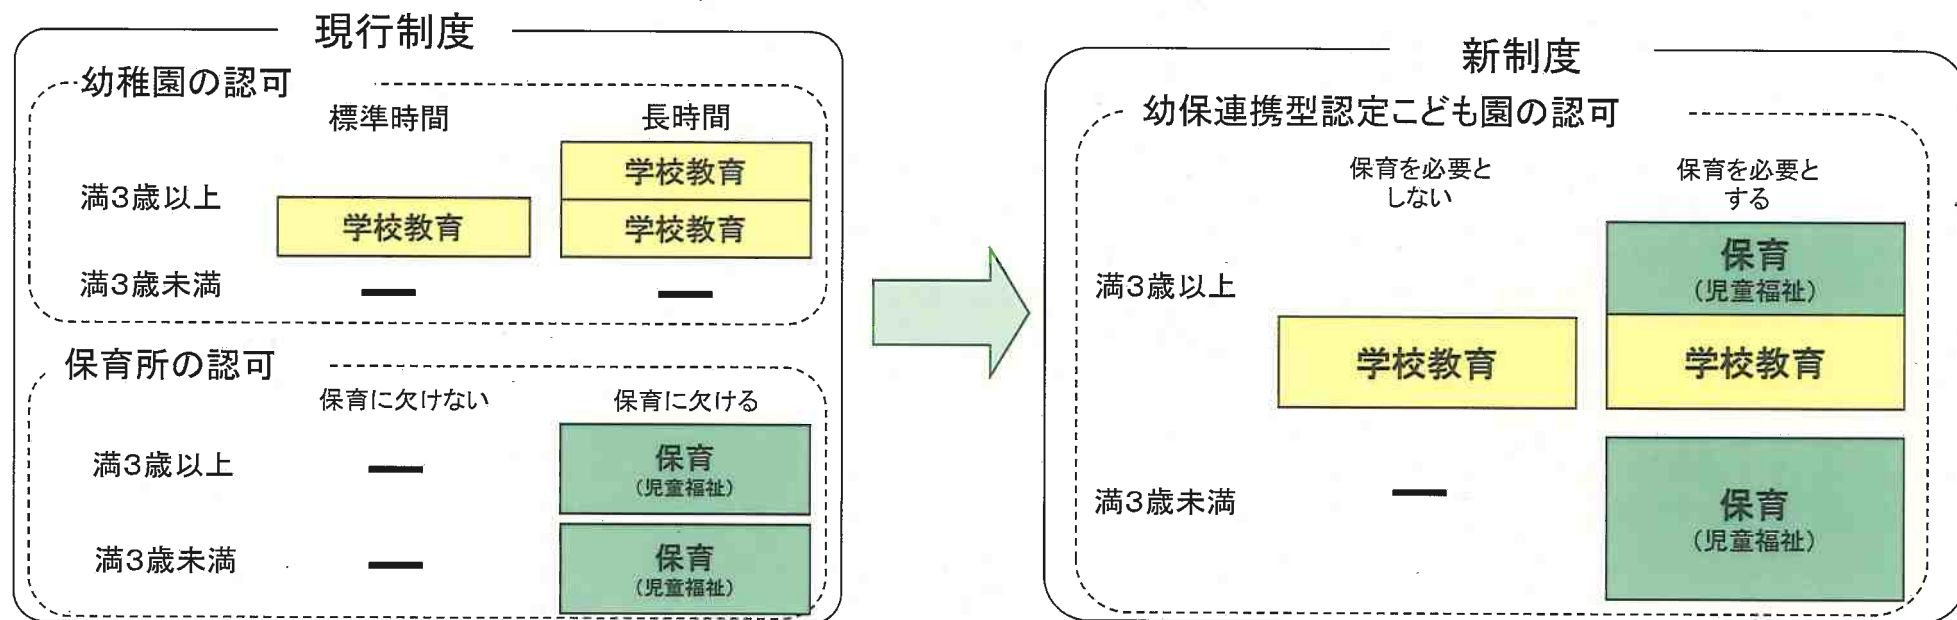 現行制度
幼稚園の認可
標準時間 長時間
満3歳以上
学校教育
学校教育
学校教育
満3歳未満 ― ―
保育所の認可
保育に欠けない 保育に欠ける
満3歳以上 ― 保育
(児童福祉)
満3歳未満 ― 保育
(児童福祉)
新制度
幼保連携型認定こども園の認可
保育を必要と
しない
保育を必要と
する
満3歳以上
保育
(児童福祉)
学校教育 学校教育
満3歳未満 ― 保育
(児童福祉)